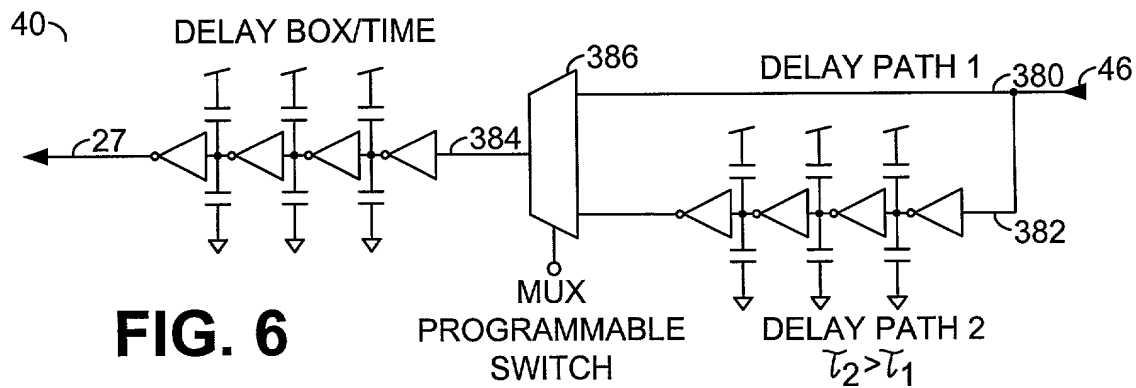 40
DELAY BOX/TIME
386
DELAY PATH 1
380
46
27
384
382
MUX
PROGRAMMABLE
SWITCH
DELAY PATH 2
τ2>τ1
FIG. 6